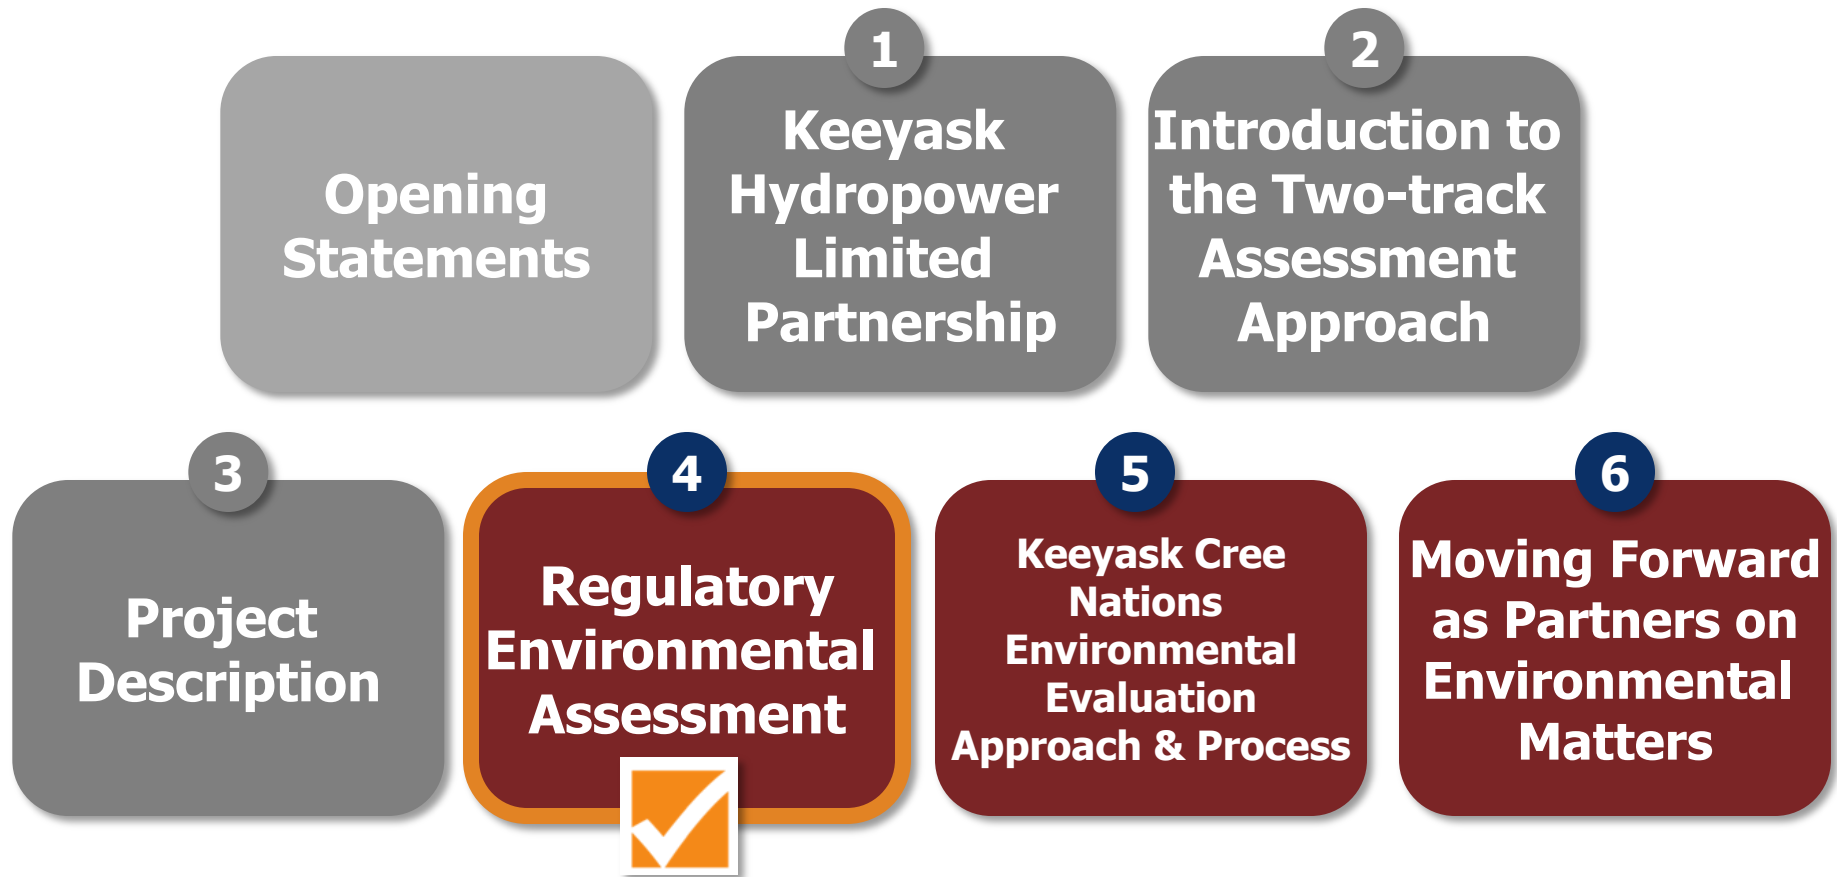 Opening
Statements
1
Keeyask
Hydropower
Limited
Partnership
2
Introduction to
the Two-track
Assessment
Approach
3
Project
Description
4
Regulatory
Environmental
Assessment
5
Keeyask Cree
Nations
Environmental
Evaluation
Approach & Process
6
Moving Forward
as Partners on
Environmental
Matters